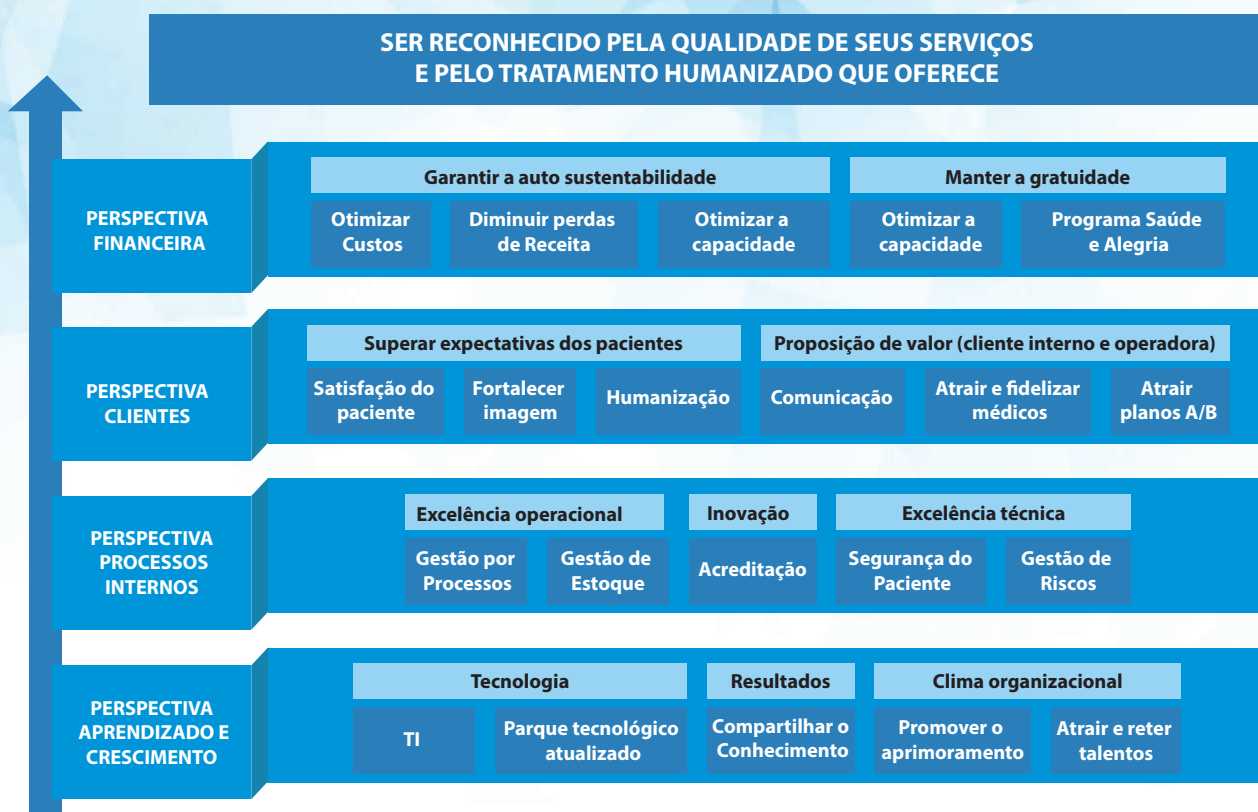 SER RECONHECIDO PELA QUALIDADE DE SEUS SERVIÇOS
E PELO TRATAMENTO HUMANIZADO QUE OFERECE
PERSPECTIVA
FINANCEIRA
Garantir a auto sustentabilidade
Otimizar
Custos
Diminuir perdas
de Receita
Otimizar a
capacidade
Manter a gratuidade
Otimizar a
capacidade
Programa Saúde
e Alegria
PERSPECTIVA
CLIENTES
Superar expectativas dos pacientes
Satisfação do
paciente
Fortalecer
imagem
Humanização
Proposição de valor (cliente interno e operadora)
Comunicação
Atrair e fidelizar
médicos
Atrair
planos A/B
PERSPECTIVA
PROCESSOS
INTERNOS
Excelência operacional
Gestão por
Processos
Gestão de
Estoque
Inovação
Acreditação
Excelência técnica
Segurança do
Paciente
Gestão de
Riscos
PERSPECTIVA
APRENDIZADO E
CRESCIMENTO
Tecnologia
TI
Parque tecnológico
atualizado
Resultados
Compartilhar o
Conhecimento
Clima organizacional
Promover o
aprimoramento
Atrair e reter
talentos